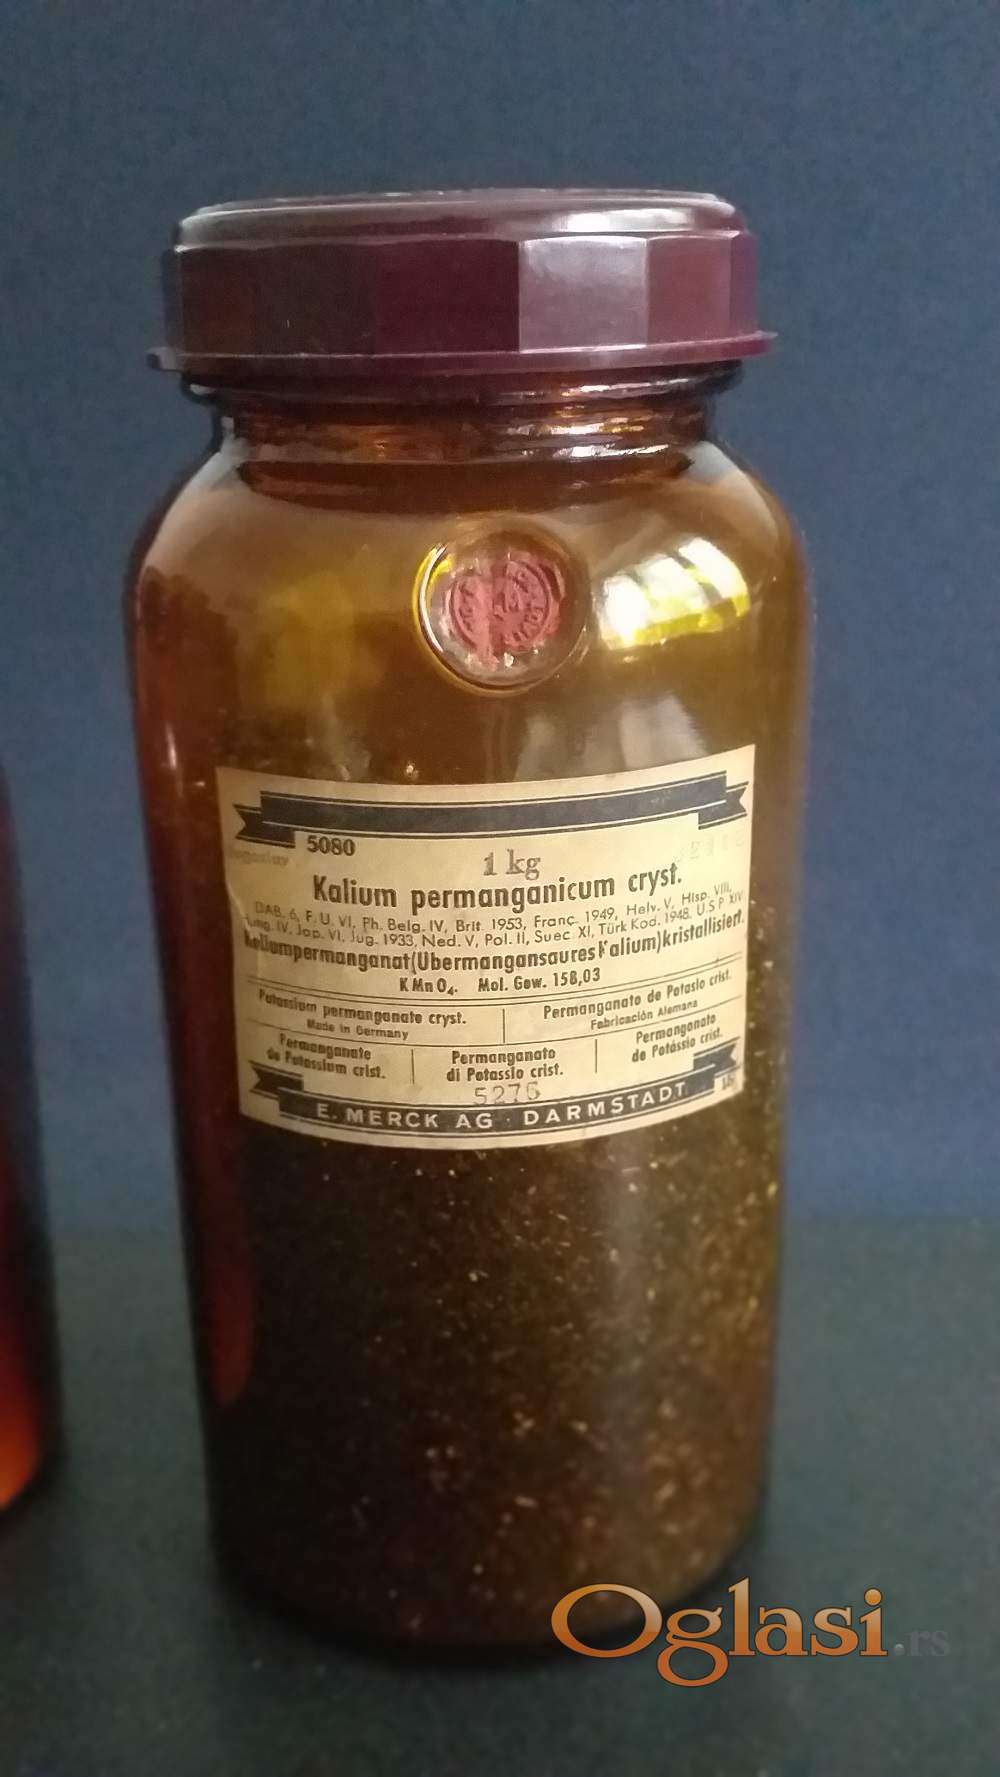 5080
1 kg
Kalium permanganicum cryst.
DAB. 6, F. U. VI, Ph. Belg. IV, Brit. 1953, Franc. 1949, Helv. V, Hisp. VIII,
IV, Jap. VI, Jug. 1933, Ned. V, Pol. II, Suec. XI, Türk Kod. 1948, U.S.P. XIV
Kaliumpermanganat (Übermangansaures Kalium) kristallisiert.
KMnO4. Mol. Gew. 158,03
Potassium permanganate cryst.
Made in Germany
Permanganato de Potasio crist.
Fabricación Alemana
Permanganate
de Potassium crist.
Permanganato
di Potassio crist.
Permanganato
de Potássio crist.
5276
E. MERCK AG · DARMSTADT
Oglasi.rs